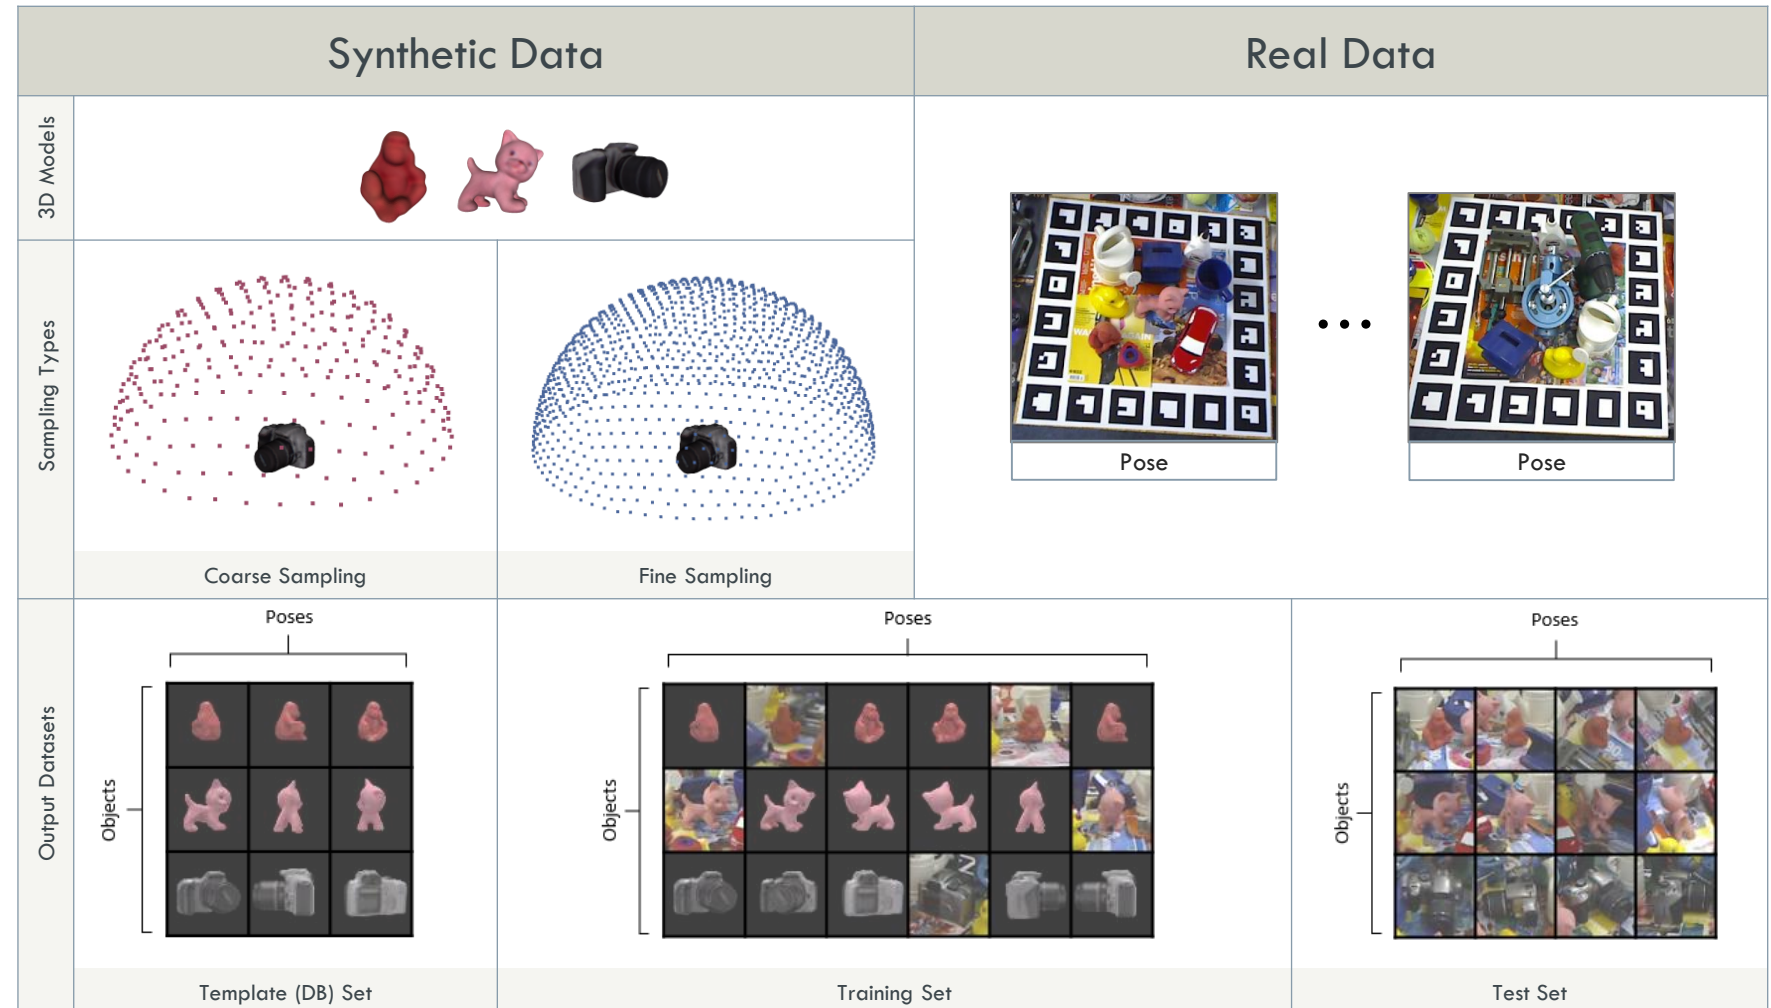 Synthetic Data
Real Data
3D Models
Sampling Types
Pose
...
Pose
Coarse Sampling
Fine Sampling
Output Datasets
Poses
Objects
Poses
Objects
Poses
Objects
Template (DB) Set
Training Set
Test Set